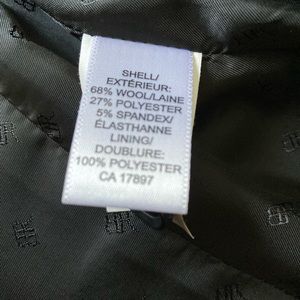 SHELL/
EXTÉRIEUR:
68% WOOL/LAINE
27% POLYESTER
5% SPANDEX/
ÉLASTHANNE
LINING/
DOUBLURE:
100% POLYESTER
CA 17897